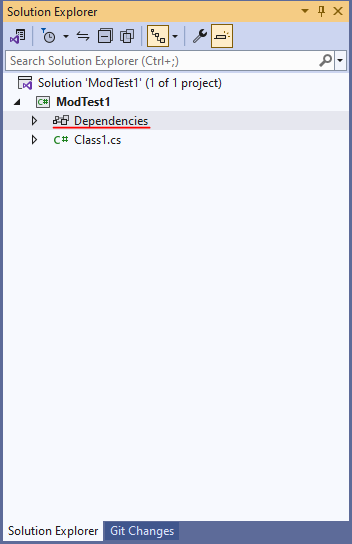 Solution Explorer
Search Solution Explorer (Ctrl+;)
Solution 'ModTest1' (1 of 1 project)
C# ModTest1
Dependencies
C# Class1.cs
Solution Explorer Git Changes